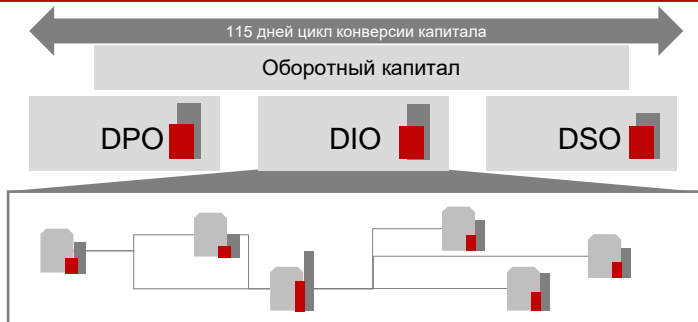 115 дней цикл конверсии капитала
Оборотный капитал
DPO
DIO
DSO